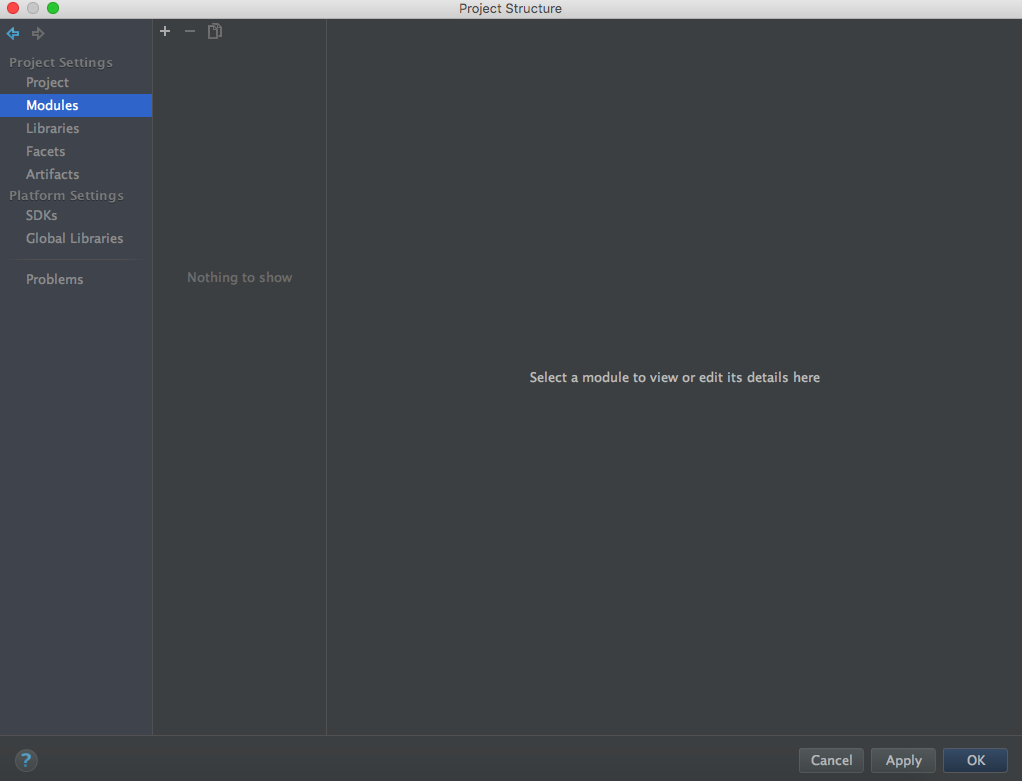 Project Structure
Project Settings
Project
Modules
Libraries
Facets
Artifacts
Platform Settings
SDKs
Global Libraries
Problems
Nothing to show
Select a module to view or edit its details here
?
Cancel
Apply
OK